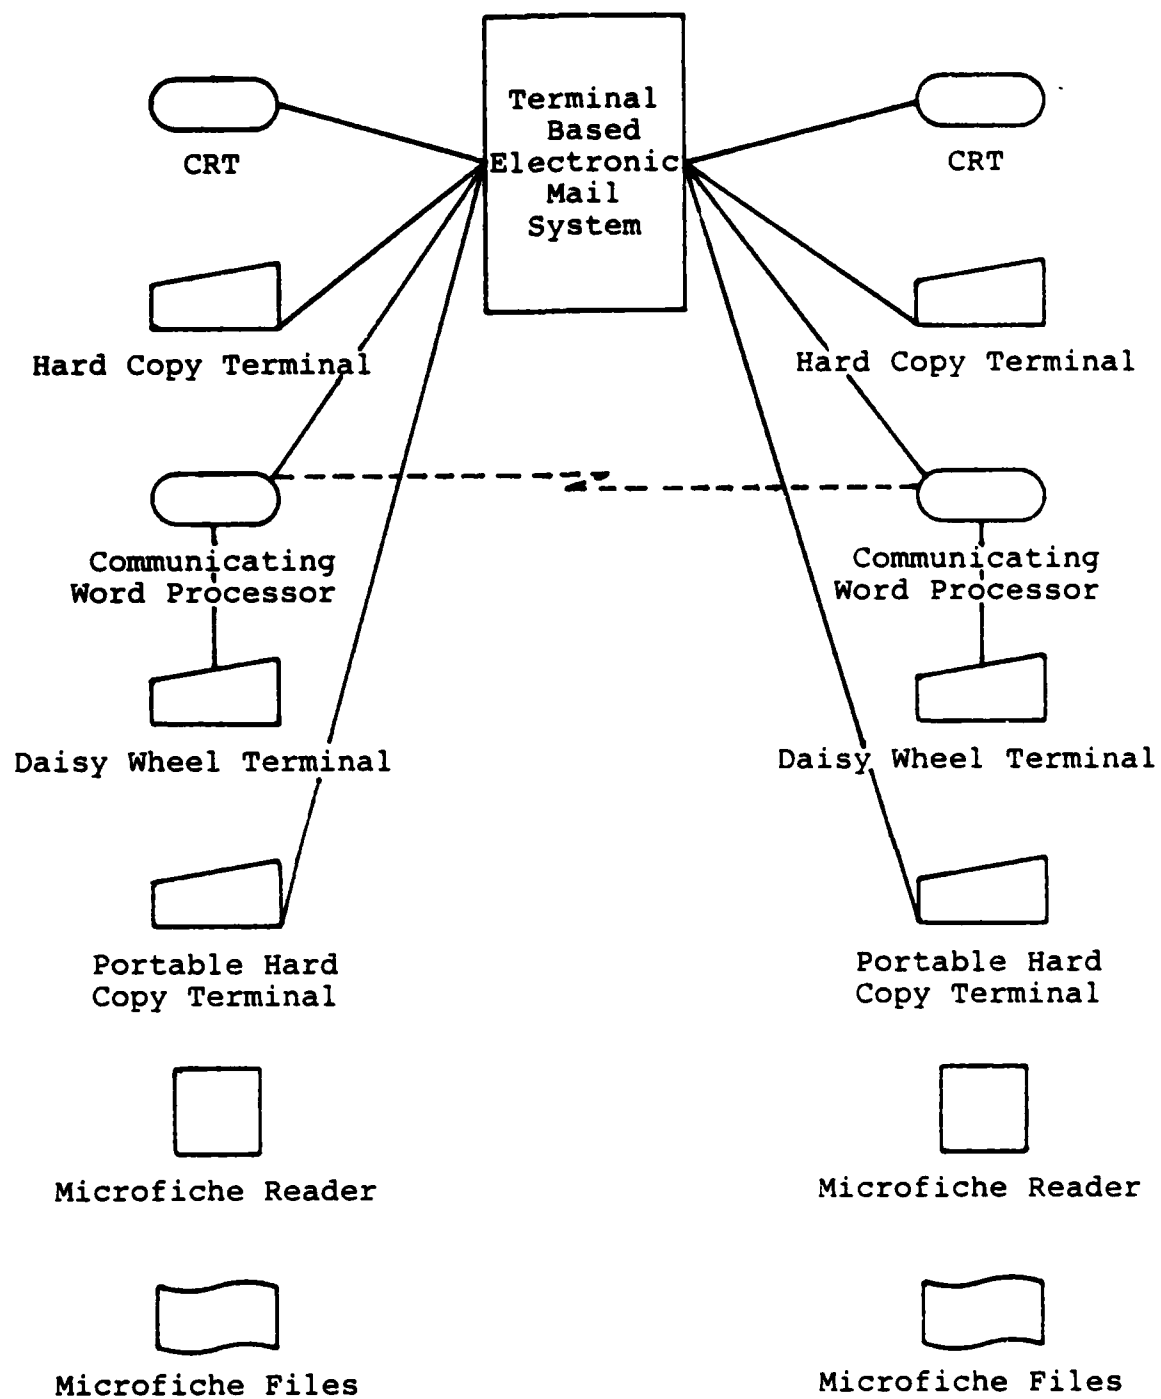 Terminal
Based
Electronic
Mail
System
CRT
CRT
Hard Copy Terminal
Hard Copy Terminal
Communicating
Word Processor
Communicating
Word Processor
Daisy Wheel Terminal
Daisy Wheel Terminal
Portable Hard
Copy Terminal
Portable Hard
Copy Terminal
Microfiche Reader
Microfiche Reader
Microfiche Files
Microfiche Files